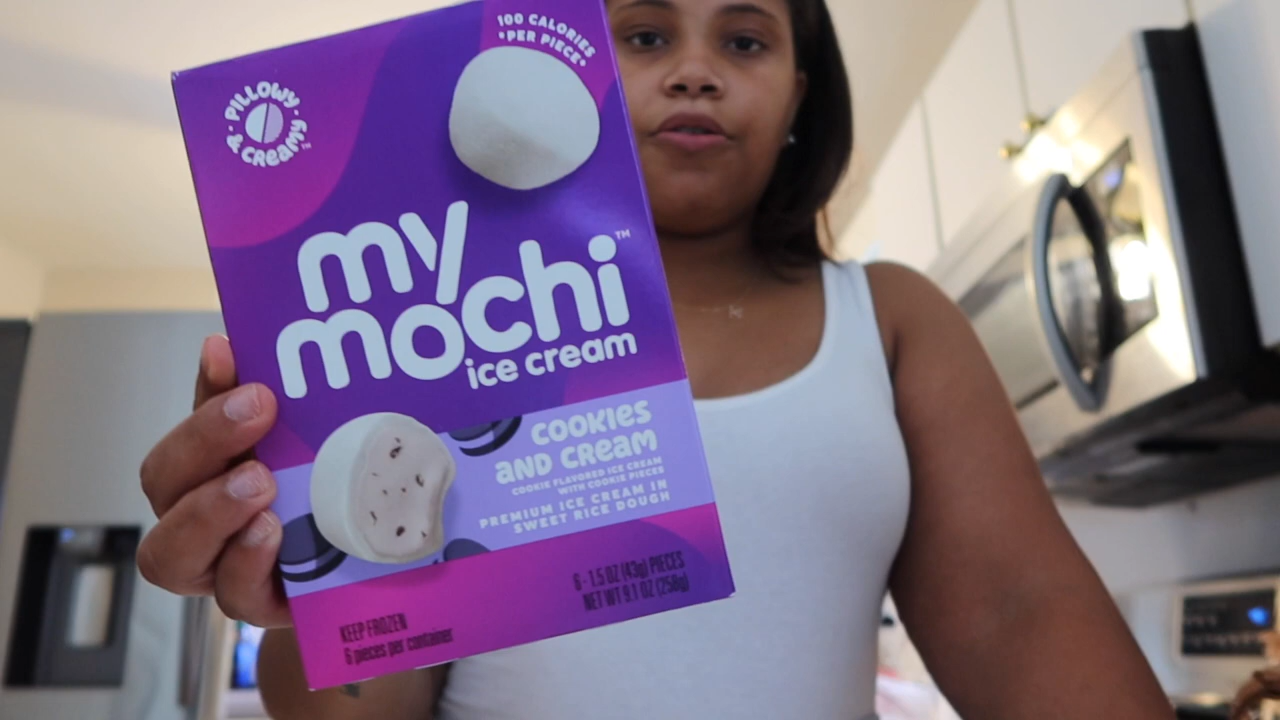 100 CALORIES
*PER PIECE*
PILLOWY
& CREAMY™
my
mochi™
ice cream
COOKIES
AND CREAM
COOKIE FLAVORED ICE CREAM
WITH COOKIE PIECES
PREMIUM ICE CREAM IN
SWEET RICE DOUGH
6 - 1.5 OZ (43g) PIECES
NET WT 9.1 OZ (258g)
KEEP FROZEN
6 pieces per container